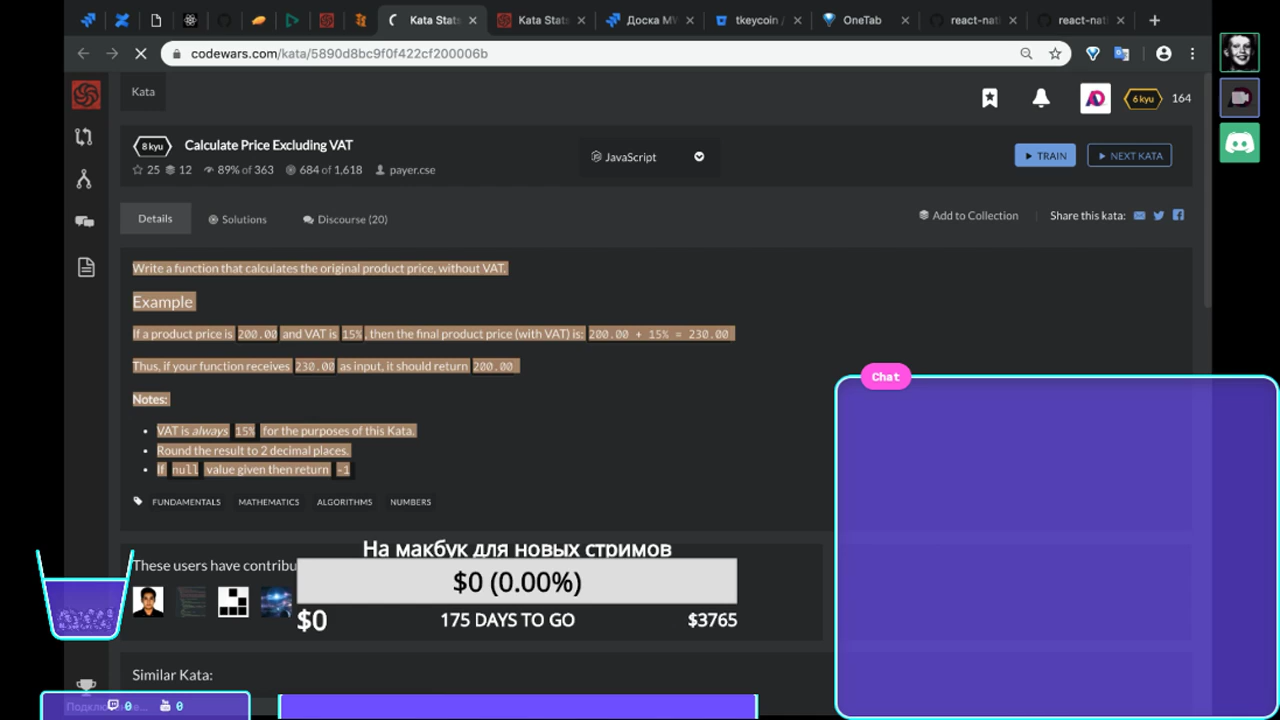 Kata Stats
Kata Stats
Доска MV
tkeycoin /
OneTab
react-nati
react-nati
codewars.com/kata/5890d8bc9f0f422cf200006b
Kata
6 kyu
164
8 kyu
Calculate Price Excluding VAT
JavaScript
TRAIN
NEXT KATA
25
12
89% of 363
684 of 1,618
payer.cse
Details
Solutions
Discourse (20)
Add to Collection
Share this kata:
Write a function that calculates the original product price, without VAT.
Example
If a product price is 200.00 and VAT is 15%, then the final product price (with VAT) is: 200.00 + 15% = 230.00
Thus, if your function receives 230.00 as input, it should return 200.00
Notes:
• VAT is always 15% for the purposes of this Kata.
• Round the result to 2 decimal places.
• If null value given then return -1
FUNDAMENTALS
MATHEMATICS
ALGORITHMS
NUMBERS
Chat
These users have contribu
На макбук для новых стримов
$0 (0.00%)
$0
175 DAYS TO GO
$3765
Similar Kata:
0
0